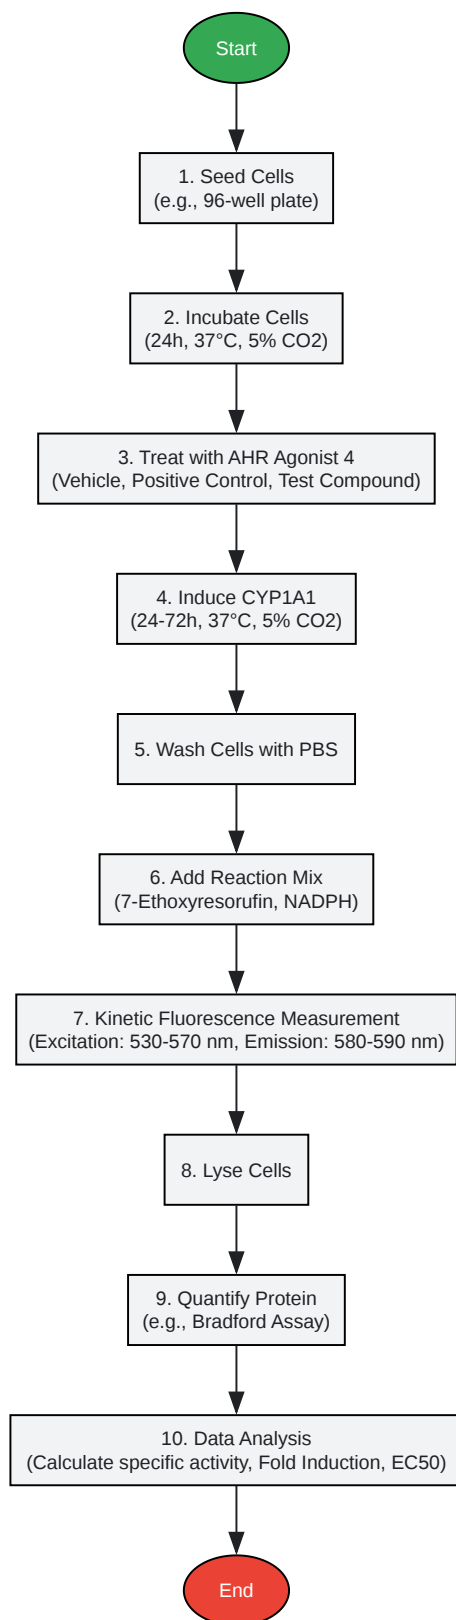 Start
1. Seed Cells
(e.g., 96-well plate)
2. Incubate Cells
(24h, 37°C, 5% CO2)
3. Treat with AHR Agonist 4
(Vehicle, Positive Control, Test Compound)
4. Induce CYP1A1
(24-72h, 37°C, 5% CO2)
5. Wash Cells with PBS
6. Add Reaction Mix
(7-Ethoxyresorufin, NADPH)
7. Kinetic Fluorescence Measurement
(Excitation: 530-570 nm, Emission: 580-590 nm)
8. Lyse Cells
9. Quantify Protein
(e.g., Bradford Assay)
10. Data Analysis
(Calculate specific activity, Fold Induction, EC50)
End